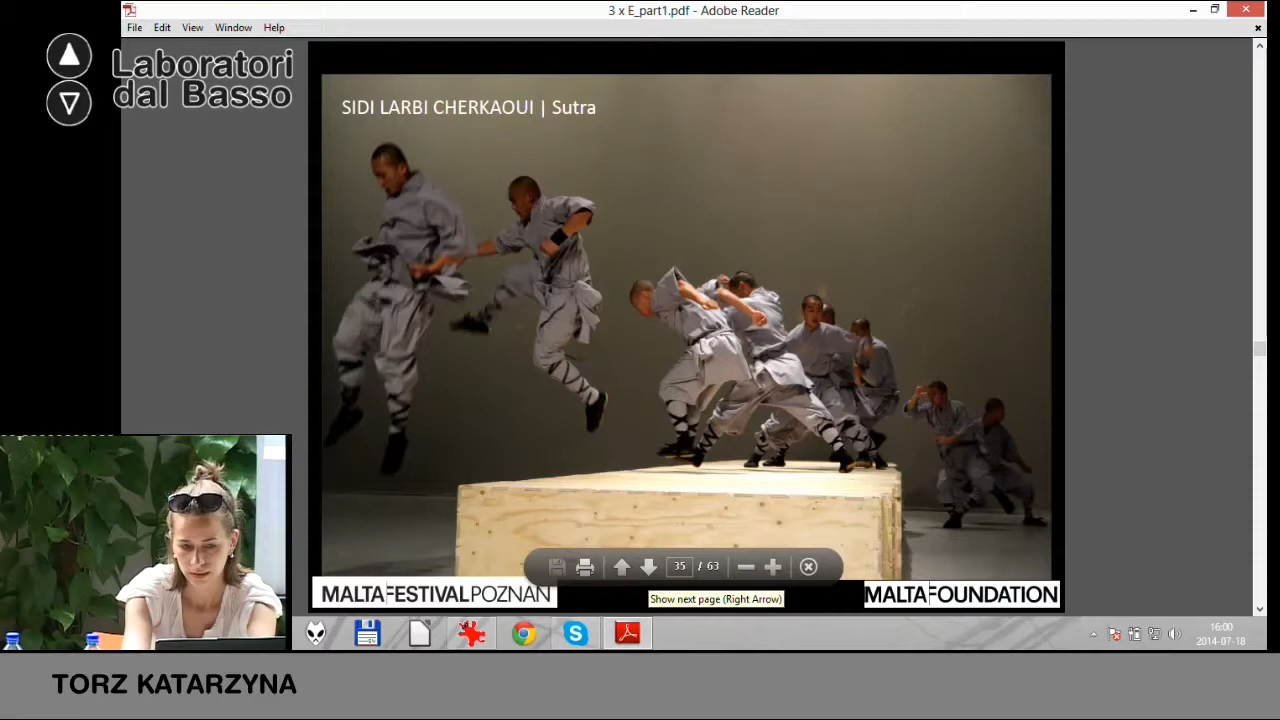 3 x E_part1.pdf - Adobe Reader
File Edit View Window Help
Laboratori
dal Basso
SIDI LARBI CHERKAOUI | Sutra
35 / 63
Show next page (Right Arrow)
MALTAFESTIVALPOZNAŃ
MALTAFOUNDATION
16:00
2014-07-18
TORZ KATARZYNA